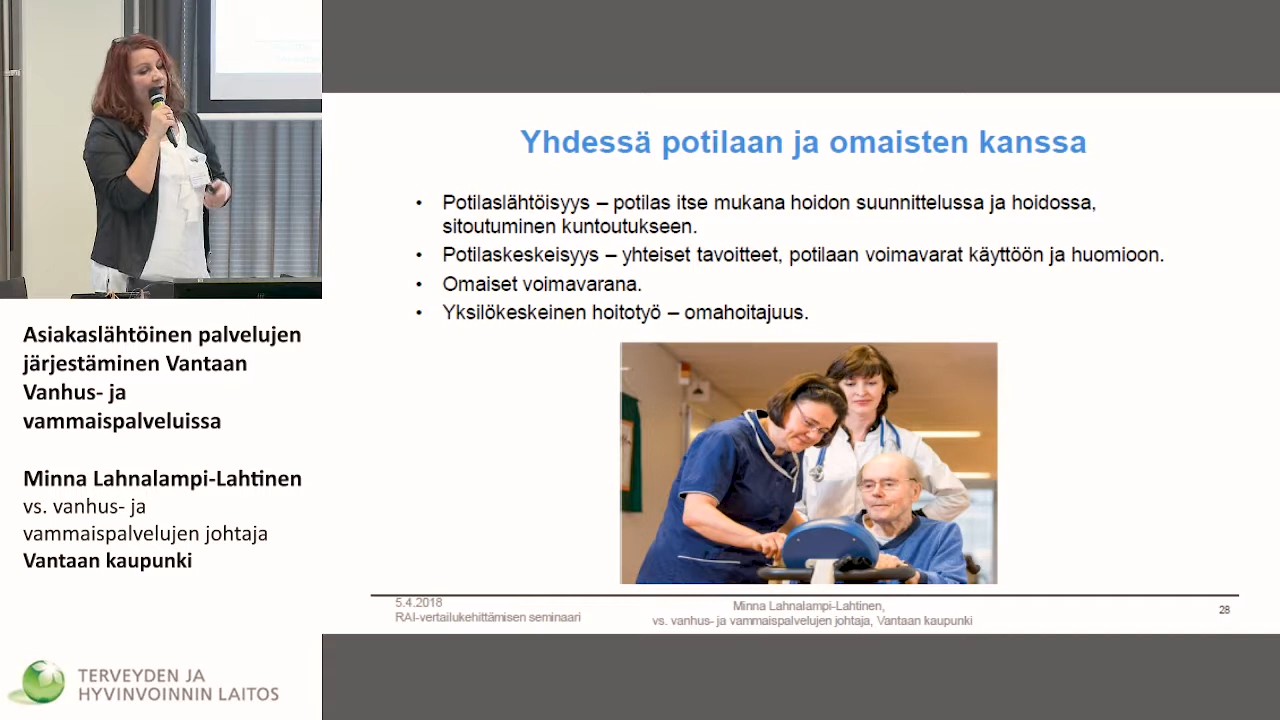 Yhdessä potilaan ja omaisten kanssa
• Potilaslähtöisyys – potilas itse mukana hoidon suunnittelussa ja hoidossa,
sitoutuminen kuntoutukseen.
• Potilaskeskeisyys – yhteiset tavoitteet, potilaan voimavarat käyttöön ja huomioon.
• Omaiset voimavarana.
• Yksilökeskeinen hoitotyö – omahoitajuus.
5.4.2018
RAI-vertailukehittämisen seminaari
Minna Lahnalampi-Lahtinen,
vs. vanhus- ja vammaispalvelujen johtaja, Vantaan kaupunki
28
Asiakaslähtöinen palvelujen
järjestäminen Vantaan
Vanhus- ja
vammaispalveluissa
Minna Lahnalampi-Lahtinen
vs. vanhus- ja
vammaispalvelujen johtaja
Vantaan kaupunki
TERVEYDEN JA
HYVINVOINNIN LAITOS